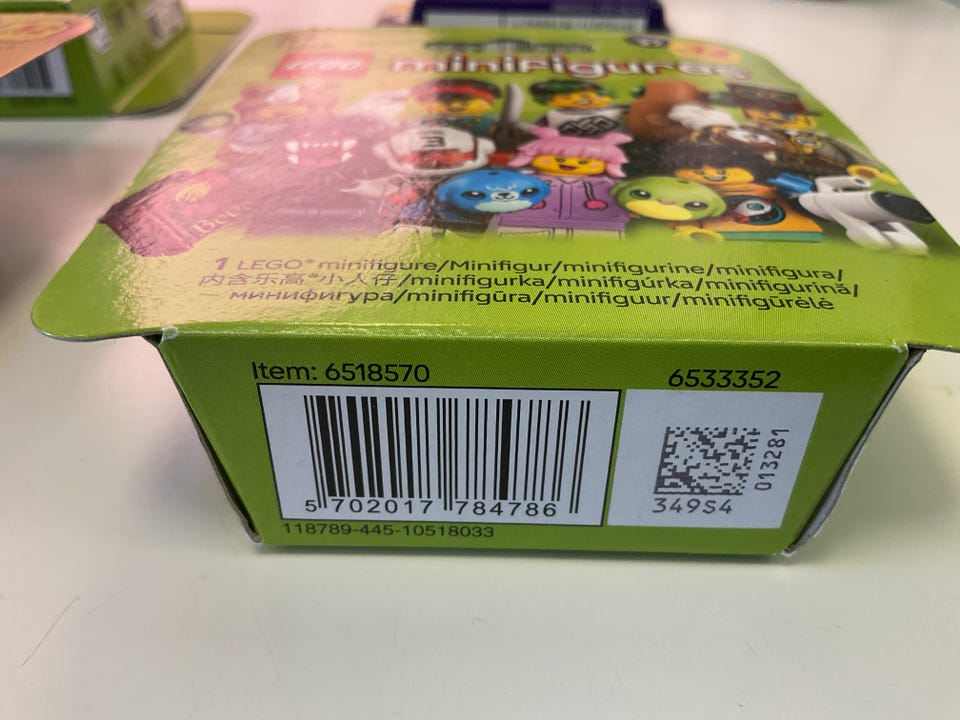 LEGO
minifigures
1 LEGO® minifigure/Minifigur/minifigurine/minifigura/
内含乐高®小人仔/minifigurka/minifigúrka/minifigurină/
минифигура/minifigūra/minifiguur/minifigūrėlė
Item: 6518570
6533352
5 702017 784786
349S4
013281
118789-445-10518033